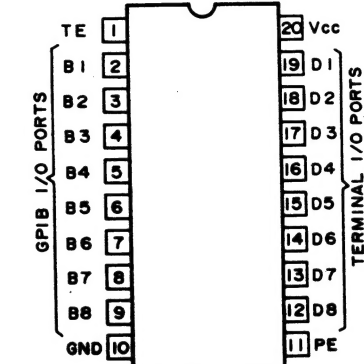 TE 1 20 Vcc
B1 2 19 D1
B2 3 18 D2
B3 4 17 D3
B4 5 16 D4
B5 6 15 D5
B6 7 14 D6
B7 8 13 D7
B8 9 12 D8
GND 10 11 PE
GPIB I/O PORTS
TERMINAL I/O PORTS